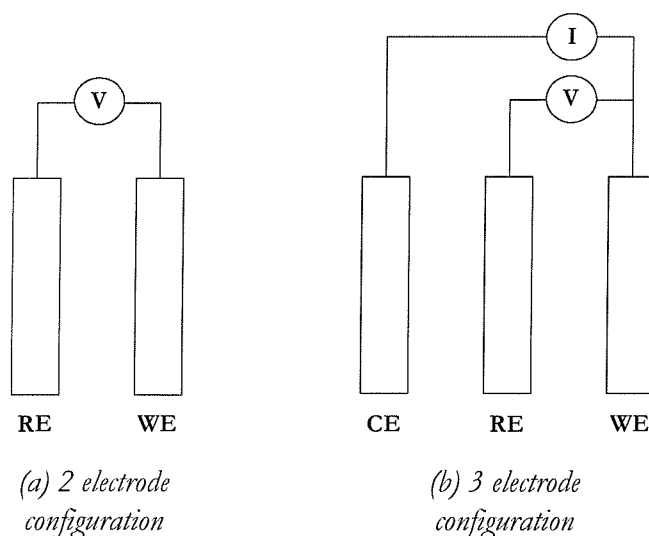 V
RE WE
(a) 2 electrode
configuration
I
V
CE RE WE
(b) 3 electrode
configuration